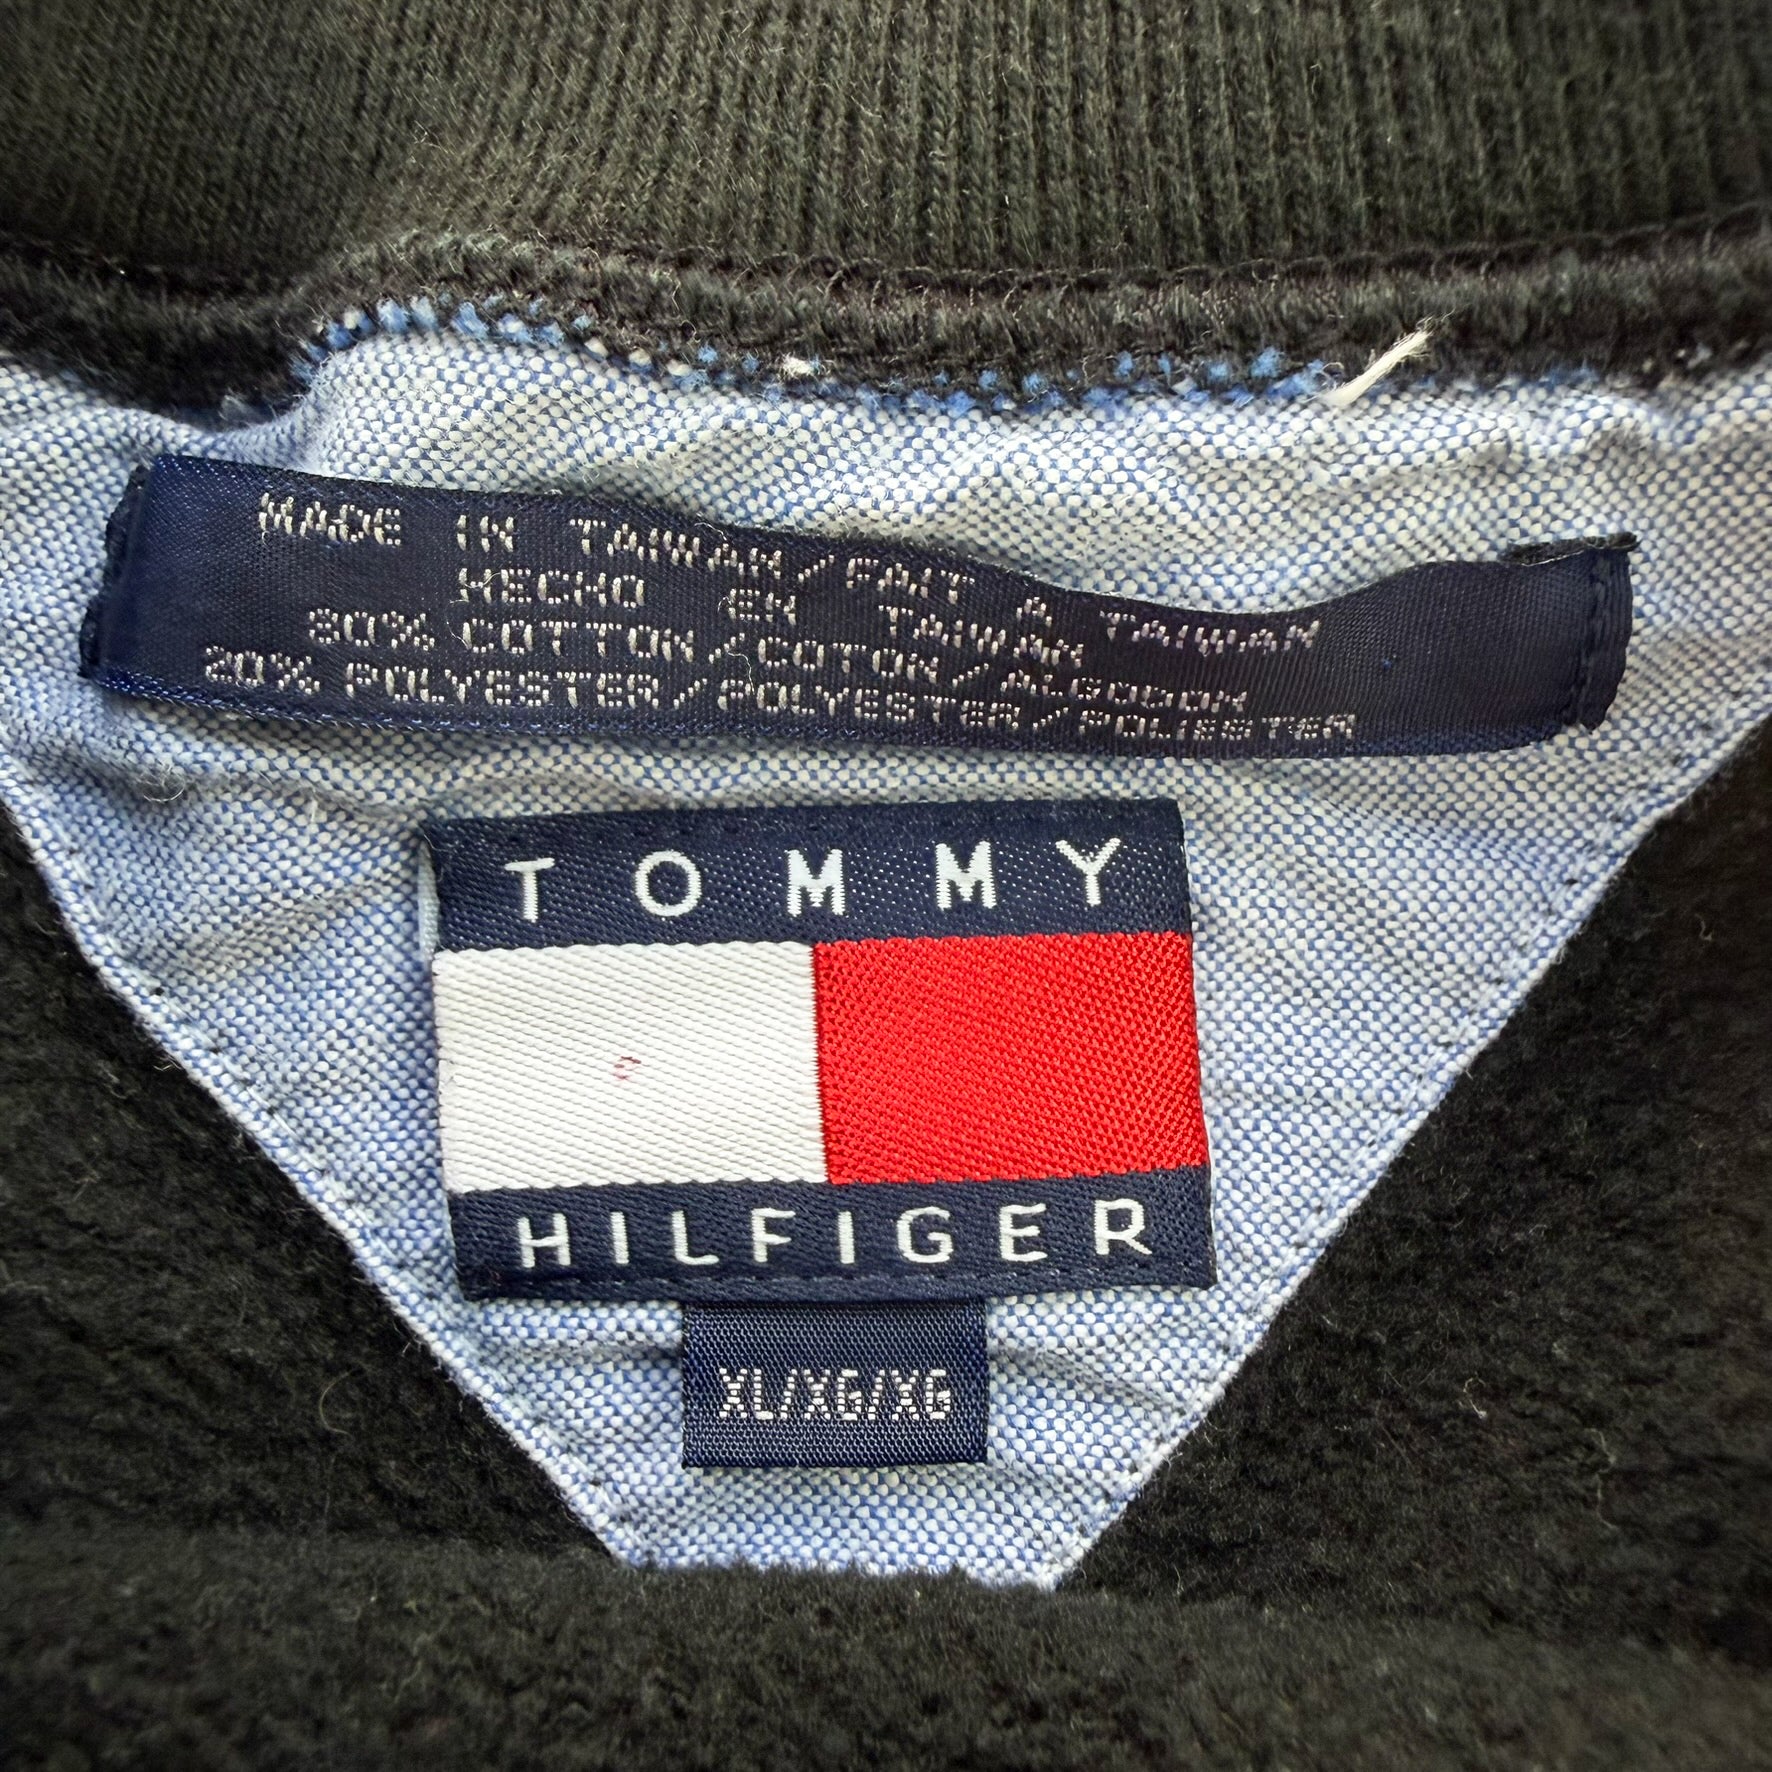 MADE IN TAIWAN/FAIT A TAIWAN
HECHO EN TAIWAN
80% COTTON/COTON/ALGODON
20% POLYESTER/POLYESTER/POLIESTER
TOMMY
HILFIGER
XL/XG/XG